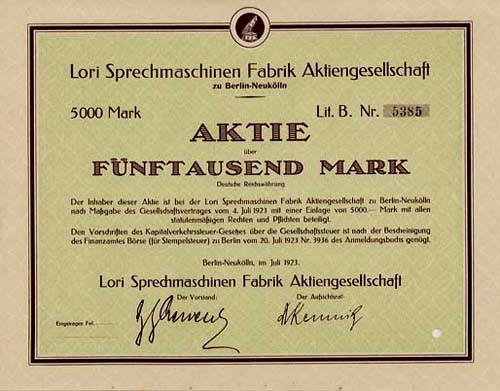 Lori Sprechmaschinen Fabrik Aktiengesellschaft
zu Berlin-Neukölln
5000 Mark
Lit. B. Nr. 5385
AKTIE
über
FÜNFTAUSEND MARK
Deutsche Reichswährung
Der Inhaber dieser Aktie ist bei der Lori Sprechmaschinen Fabrik Aktiengesellschaft zu Berlin-Neukölln
nach Maßgabe des Gesellschaftsvertrages vom 4. Juli 1923 mit einer Einlage von 5000.— Mark mit allen
statutenmäßigen Rechten und Pflichten beteiligt.
Den Vorschriften des Kapitalverkehrssteuer-Gesetzes über die Gesellschaftssteuer ist nach der Bescheinigung
des Finanzamtes Börse (für Stempelsteuer) zu Berlin vom 20. Juli 1923 Nr. 3936 des Anmeldungsbuchs genügt.
Berlin-Neukölln, im Juli 1923.
Lori Sprechmaschinen Fabrik Aktiengesellschaft
Der Vorstand:
Der Aufsichtsrat:
Eingetragen Fol.